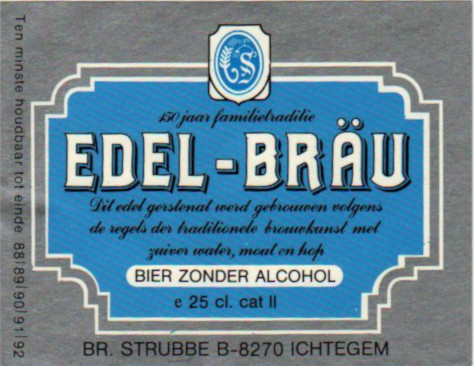 S
150 jaar familietraditie
EDEL-BRÄU
Dit edel gerstenat werd gebrouwen volgens
de regels der traditionele brouwkunst met
zuiver water, mout en hop
BIER ZONDER ALCOHOL
e 25 cl. cat II
BR. STRUBBE B-8270 ICHTEGEM
Ten minste houdbaar tot einde 88|89|90|91|92